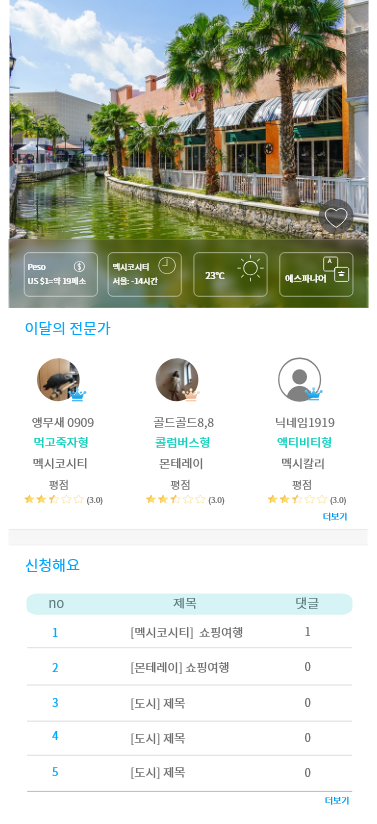 Peso
US $1=약 19페소
멕시코시티
서울: -14시간
23°C
에스파냐어
A
이달의 전문가
앵무새 0909
골드골드8,8
닉네임1919
먹고죽자형
콜럼버스형
액티비티형
멕시코시티
몬테레이
멕시칼리
평점
평점
평점
(3.0)
(3.0)
(3.0)
더보기
신청해요
no 제목 댓글
1 [멕시코시티] 쇼핑여행 1
2 [몬테레이] 쇼핑여행 0
3 [도시] 제목 0
4 [도시] 제목 0
5 [도시] 제목 0
더보기